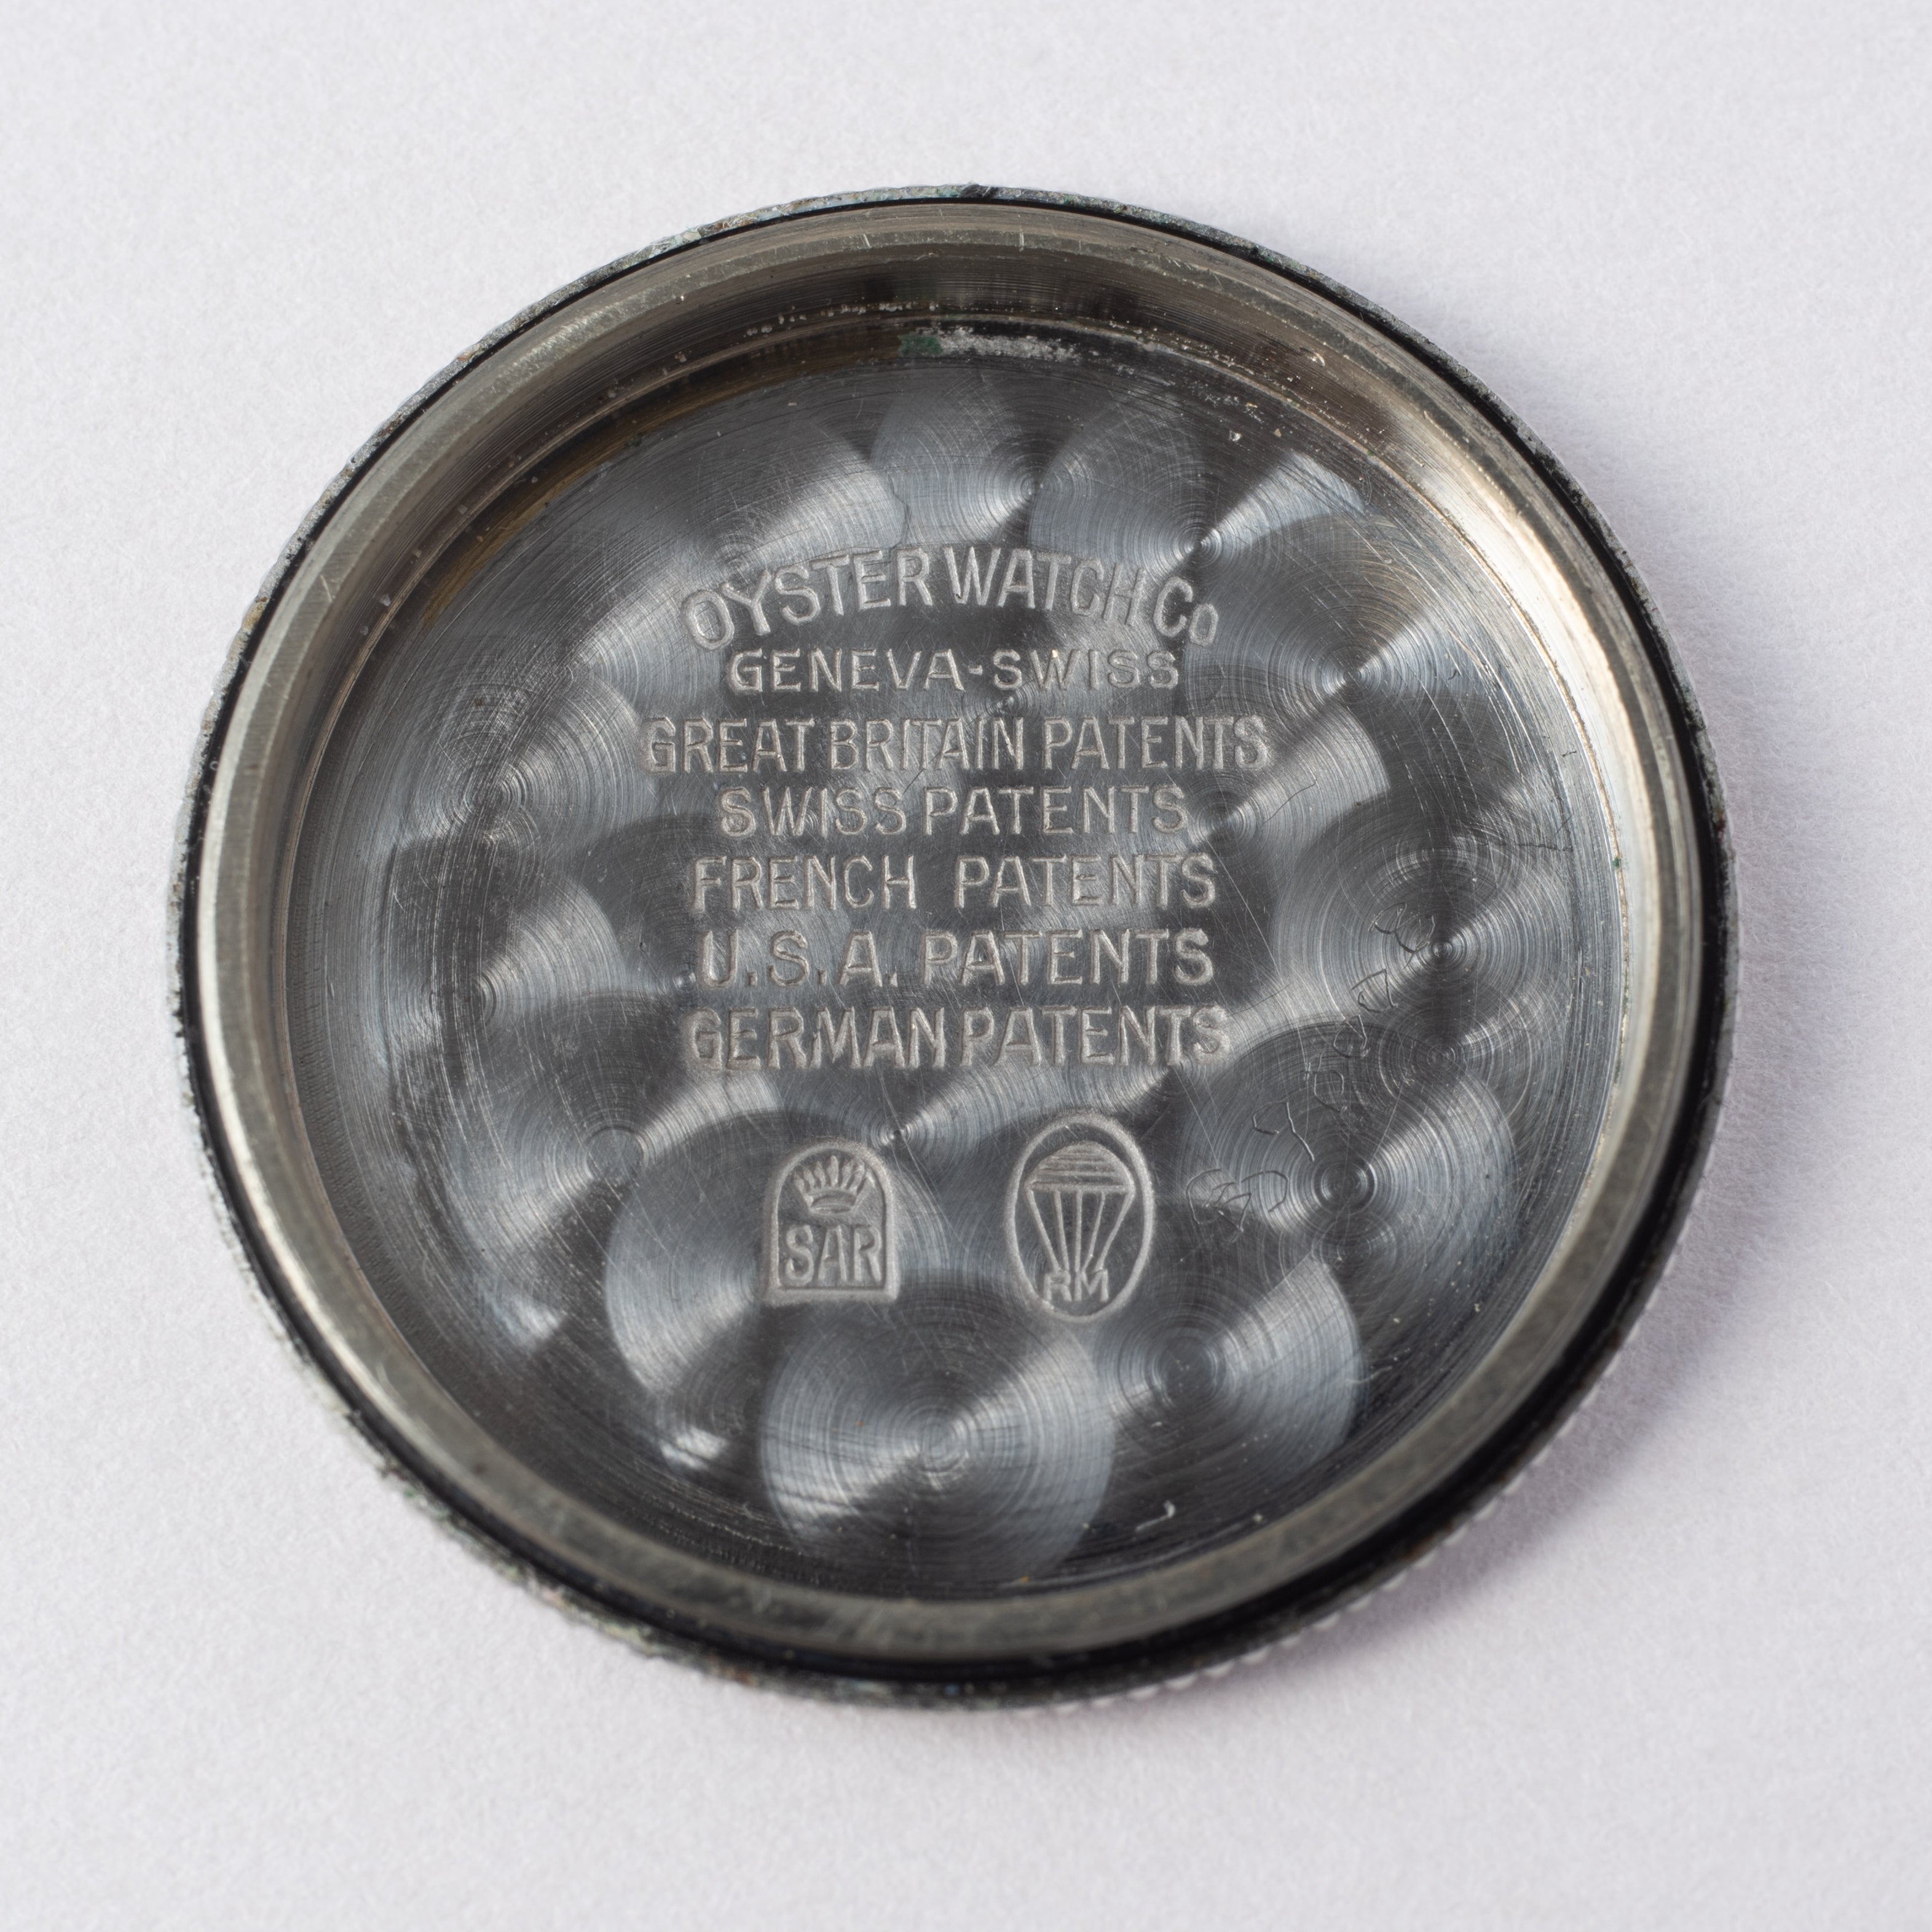 OYSTER WATCH Co
GENEVA-SWISS
GREAT BRITAIN PATENTS
SWISS PATENTS
FRENCH PATENTS
U.S.A. PATENTS
GERMAN PATENTS
SAR
RM